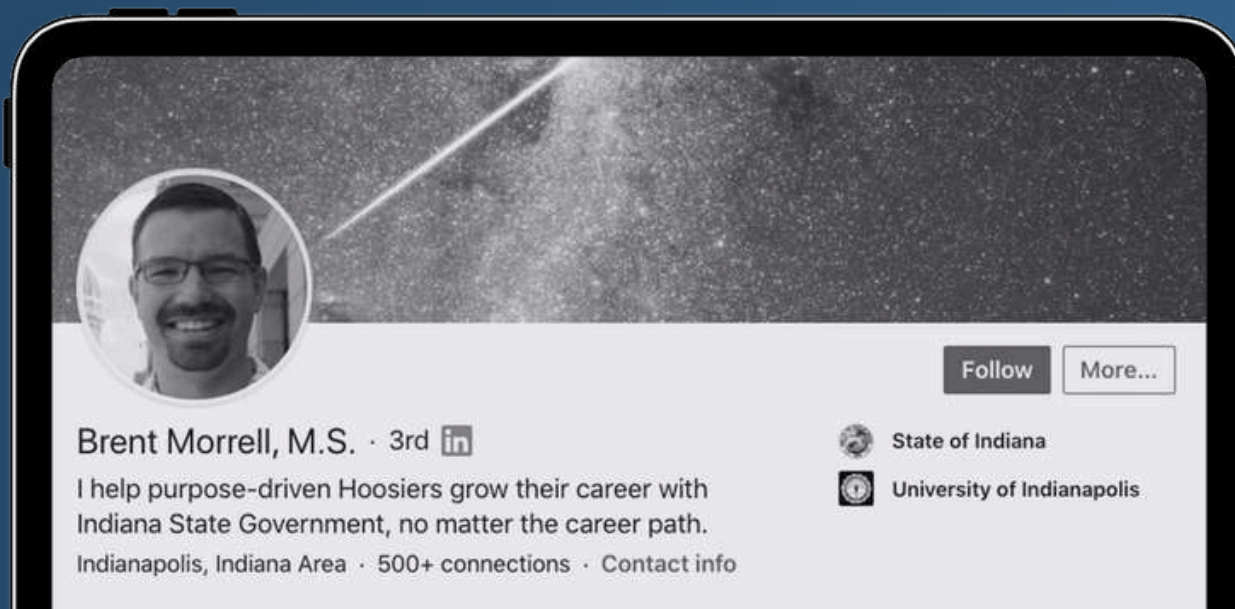 Follow
More...
Brent Morrell, M.S. · 3rd in
State of Indiana
I help purpose-driven Hoosiers grow their career with
University of Indianapolis
Indiana State Government, no matter the career path.
Indianapolis, Indiana Area · 500+ connections · Contact info